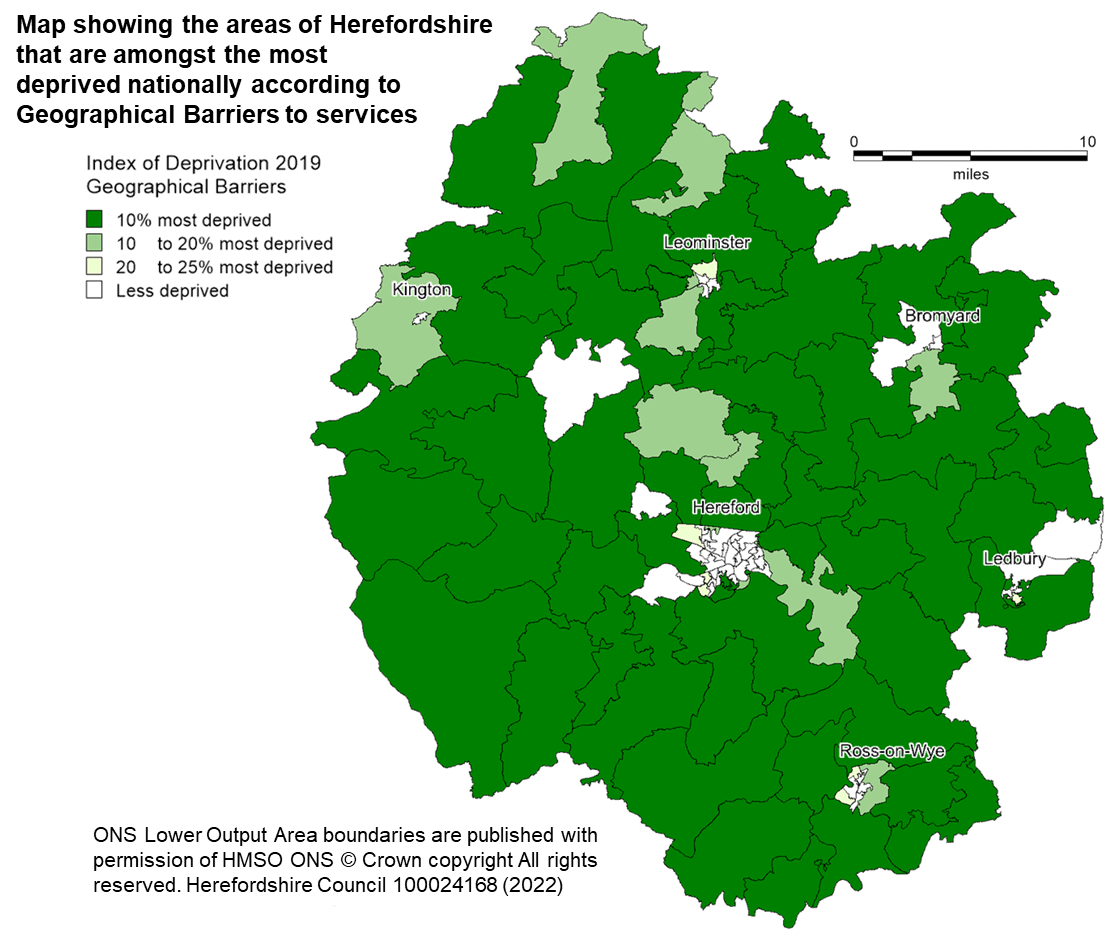 Map showing the areas of Herefordshire
that are amongst the most
deprived nationally according to
Geographical Barriers to services
Index of Deprivation 2019
Geographical Barriers
10% most deprived
10 to 20% most deprived
20 to 25% most deprived
Less deprived
0 10
miles
Leominster
Kington
Bromyard
Hereford
Ledbury
Ross-on-Wye
ONS Lower Output Area boundaries are published with
permission of HMSO ONS © Crown copyright All rights
reserved. Herefordshire Council 100024168 (2022)